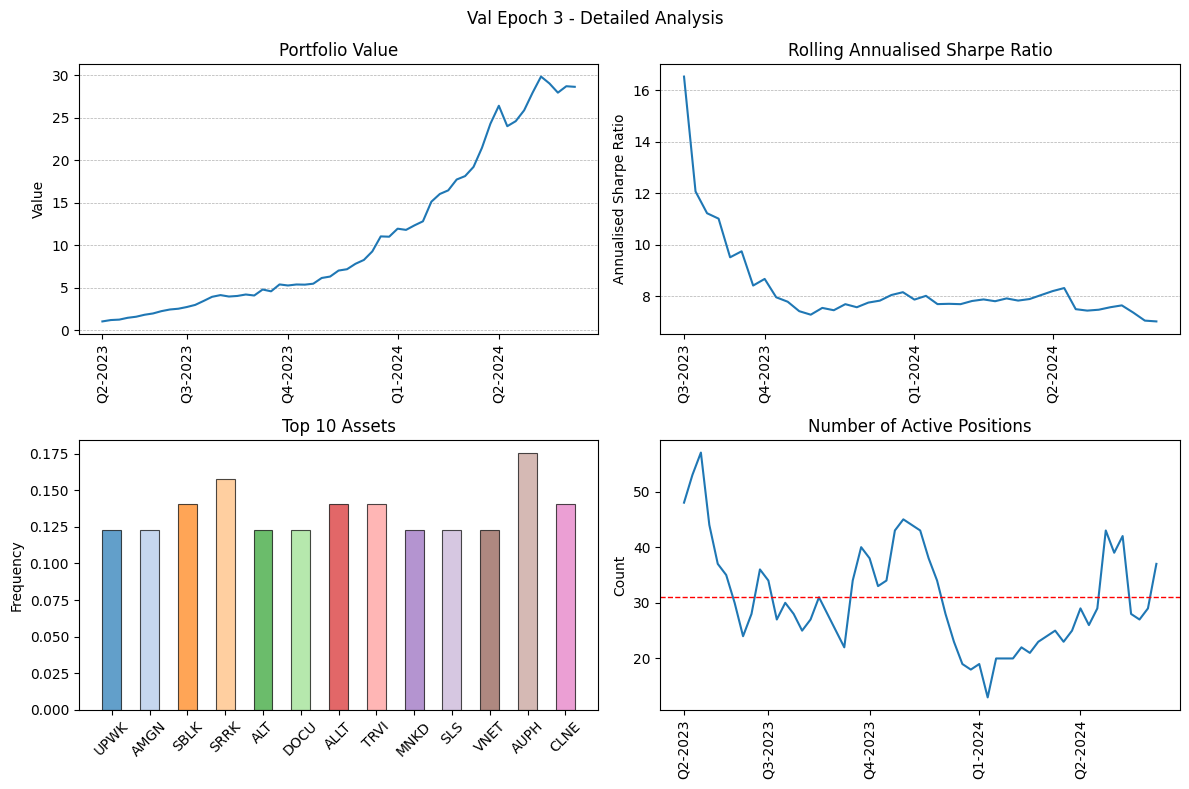 Val Epoch 3 - Detailed Analysis
Portfolio Value
Value
30
25
20
15
10
5
0
Q2-2023
Q3-2023
Q4-2023
Q1-2024
Q2-2024
Rolling Annualised Sharpe Ratio
Annualised Sharpe Ratio
16
14
12
10
8
Q3-2023
Q4-2023
Q1-2024
Q2-2024
Top 10 Assets
Frequency
0.175
0.150
0.125
0.100
0.075
0.050
0.025
0.000
UPWK
AMGN
SBLK
SRRK
ALT
DOCU
ALLT
TRVI
MNKD
SLS
VNET
AUPH
CLNE
Number of Active Positions
Count
50
40
30
20
Q2-2023
Q3-2023
Q4-2023
Q1-2024
Q2-2024